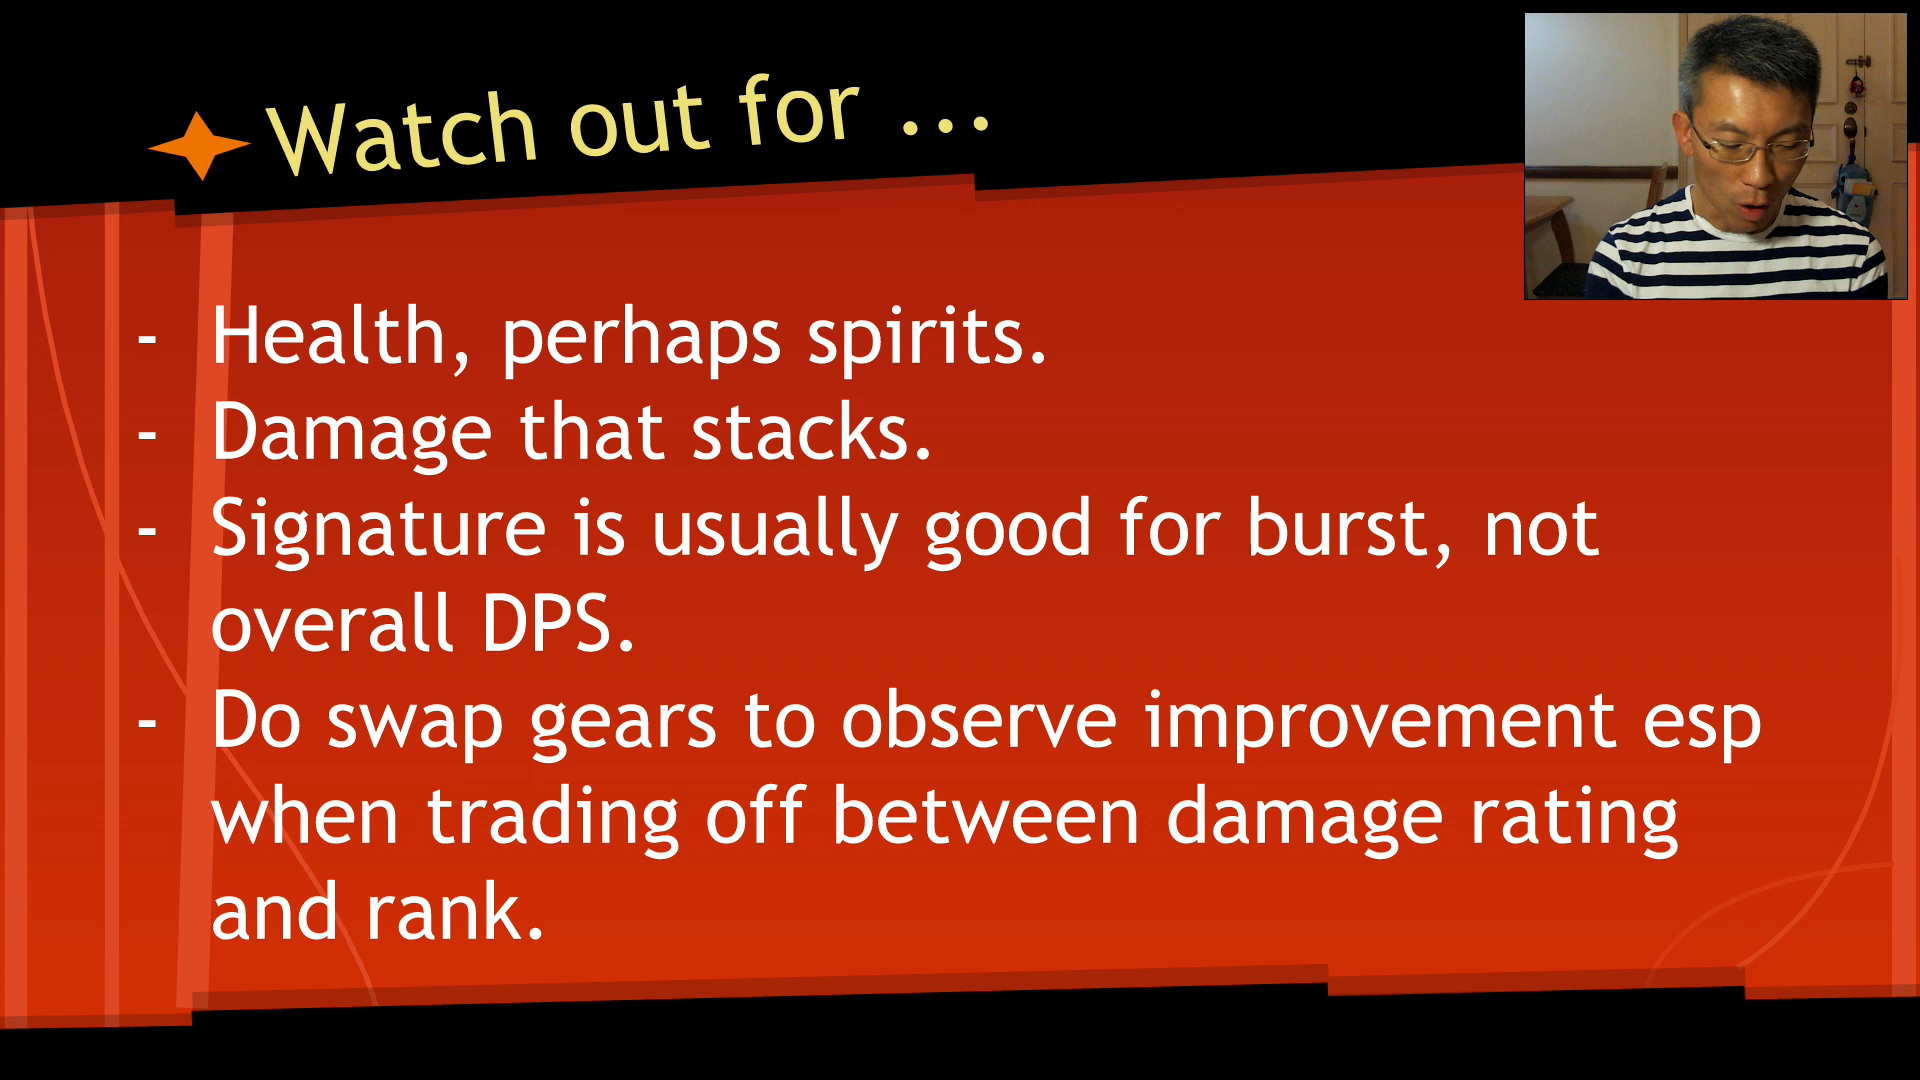 Watch out for ...
- Health, perhaps spirits.
- Damage that stacks.
- Signature is usually good for burst, not
overall DPS.
- Do swap gears to observe improvement esp
when trading off between damage rating
and rank.